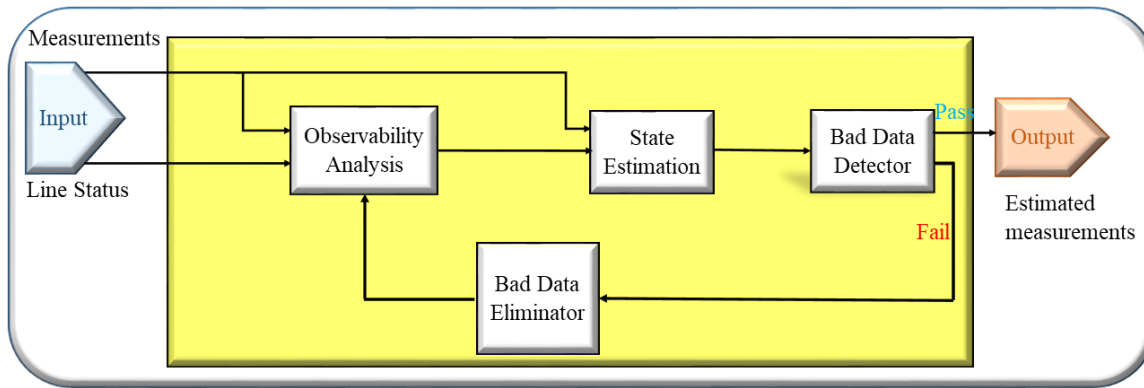 Measurements
Input
Line Status
Observability
Analysis
State
Estimation
Bad Data
Detector
Pass
Fail
Output
Estimated
measurements
Bad Data
Eliminator